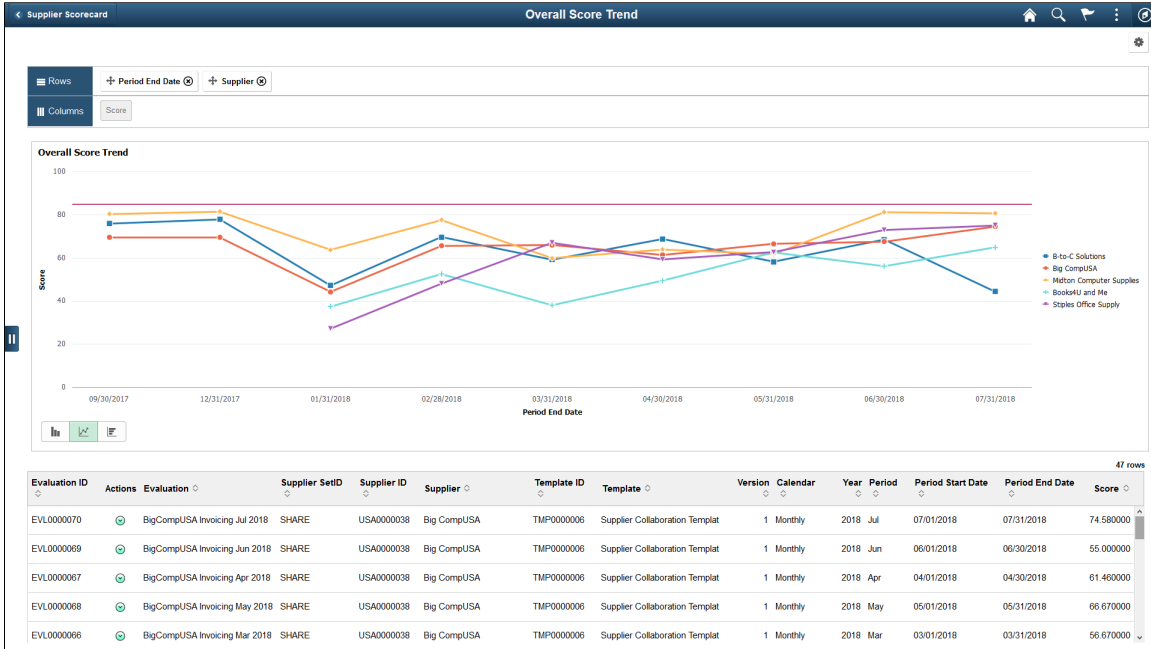 Supplier Scorecard
Overall Score Trend
Rows
Period End Date
Supplier
Columns
Score
Overall Score Trend
100
80
60
40
20
0
Score
09/30/2017 12/31/2017 01/31/2018 02/28/2018 03/31/2018 04/30/2018 05/31/2018 06/30/2018 07/31/2018
Period End Date
B-to-C Solutions
Big CompUSA
Midton Computer Supplies
Books4U and Me
Stiples Office Supply
47 rows
Evaluation ID Actions Evaluation Supplier SetID Supplier ID Supplier Template ID Template Version Calendar Year Period Period Start Date Period End Date Score
EVL0000070 BigCompUSA Invoicing Jul 2018 SHARE USA0000038 Big CompUSA TMP0000006 Supplier Collaboration Templat 1 Monthly 2018 Jul 07/01/2018 07/31/2018 74.580000
EVL0000069 BigCompUSA Invoicing Jun 2018 SHARE USA0000038 Big CompUSA TMP0000006 Supplier Collaboration Templat 1 Monthly 2018 Jun 06/01/2018 06/30/2018 55.000000
EVL0000067 BigCompUSA Invoicing Apr 2018 SHARE USA0000038 Big CompUSA TMP0000006 Supplier Collaboration Templat 1 Monthly 2018 Apr 04/01/2018 04/30/2018 61.460000
EVL0000068 BigCompUSA Invoicing May 2018 SHARE USA0000038 Big CompUSA TMP0000006 Supplier Collaboration Templat 1 Monthly 2018 May 05/01/2018 05/31/2018 66.670000
EVL0000066 BigCompUSA Invoicing Mar 2018 SHARE USA0000038 Big CompUSA TMP0000006 Supplier Collaboration Templat 1 Monthly 2018 Mar 03/01/2018 03/31/2018 56.670000